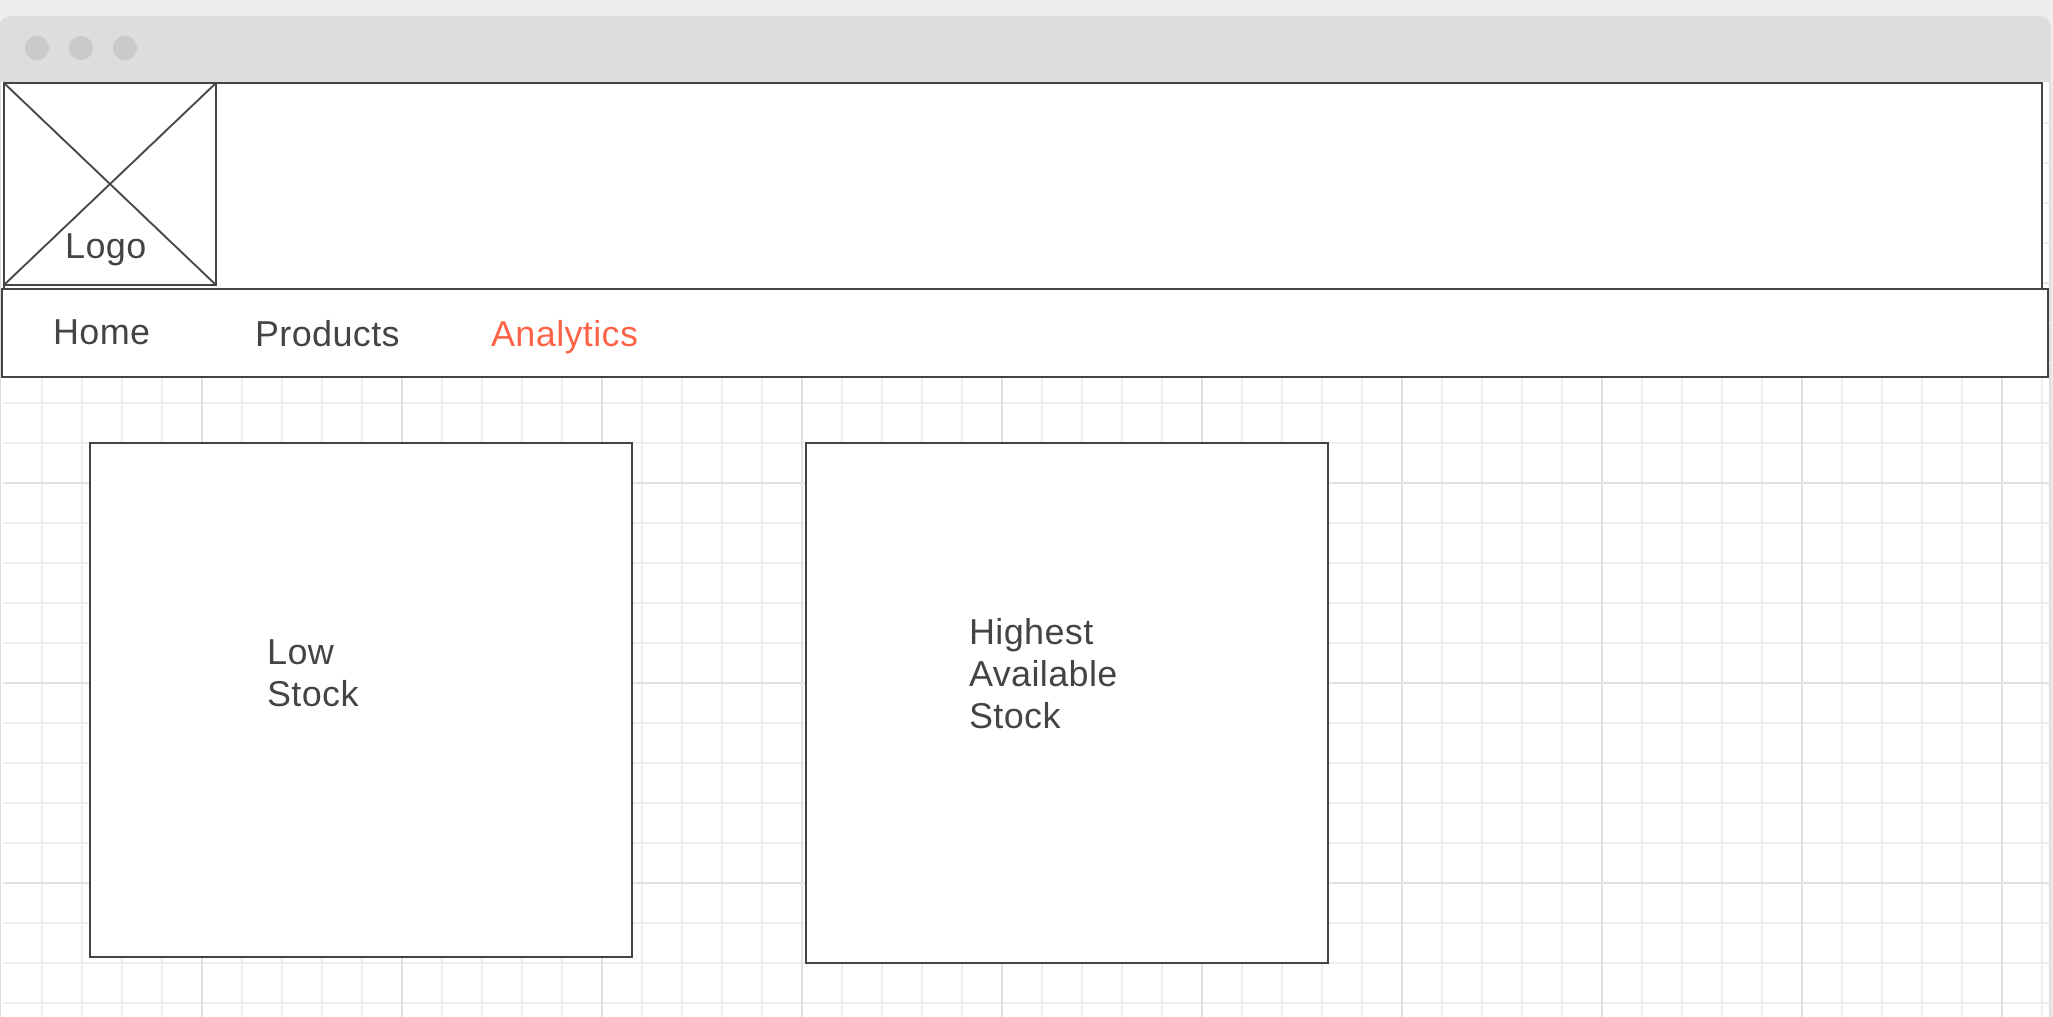 Logo
Home Products Analytics
Low
Stock
Highest
Available
Stock